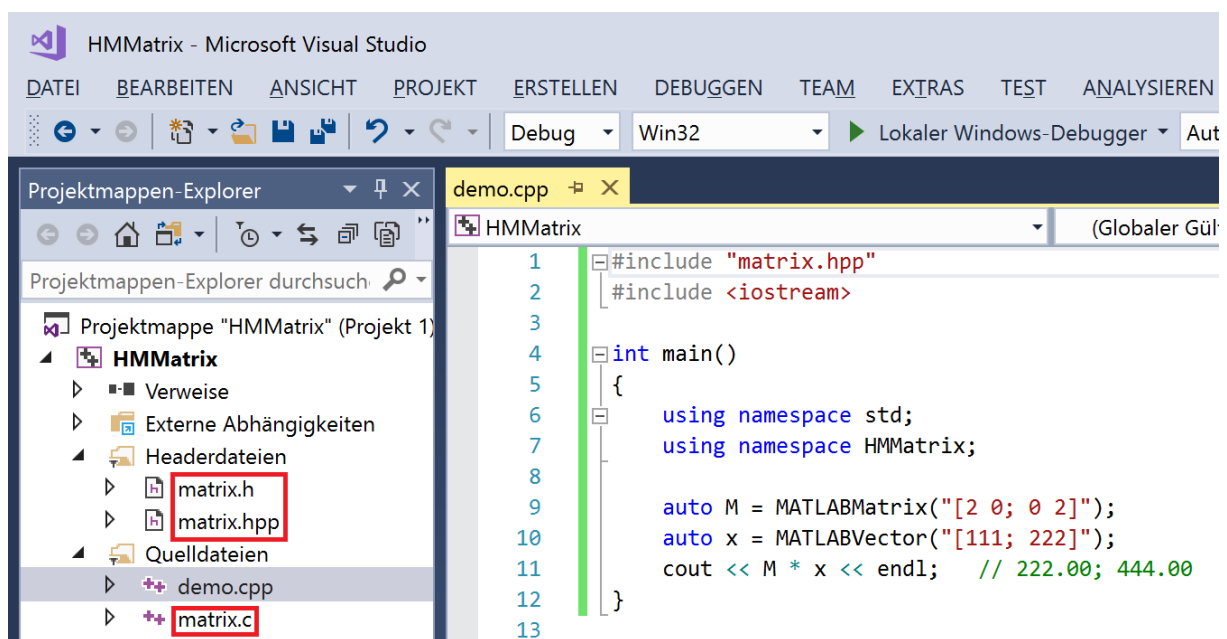 HMMatrix - Microsoft Visual Studio
DATEI BEARBEITEN ANSICHT PROJEKT ERSTELLEN DEBUGGEN TEAM EXTRAS TEST ANALYSIEREN
Debug Win32 Lokaler Windows-Debugger Aut
Projektmappen-Explorer
demo.cpp
HMMatrix (Globaler Gül
Projektmappen-Explorer durchsuch
Projektmappe "HMMatrix" (Projekt 1)
HMMatrix
Verweise
Externe Abhängigkeiten
Headerdateien
matrix.h
matrix.hpp
Quelldateien
demo.cpp
matrix.c
1 #include "matrix.hpp"
2 #include <iostream>
3
4 int main()
5 {
6 using namespace std;
7 using namespace HMMatrix;
8
9 auto M = MATLABMatrix("[2 0; 0 2]");
10 auto x = MATLABVector("[111; 222]");
11 cout << M * x << endl; // 222.00; 444.00
12 }
13